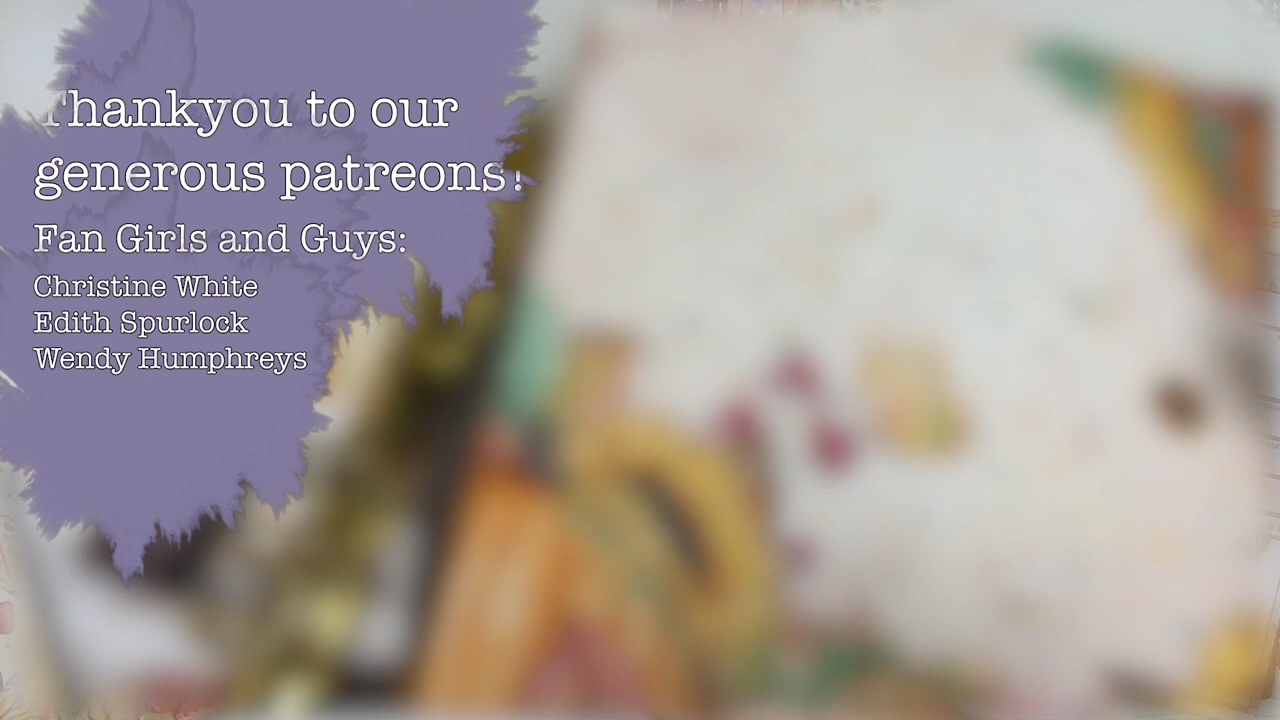 Thankyou to our
generous patreons!
Fan Girls and Guys:
Christine White
Edith Spurlock
Wendy Humphreys